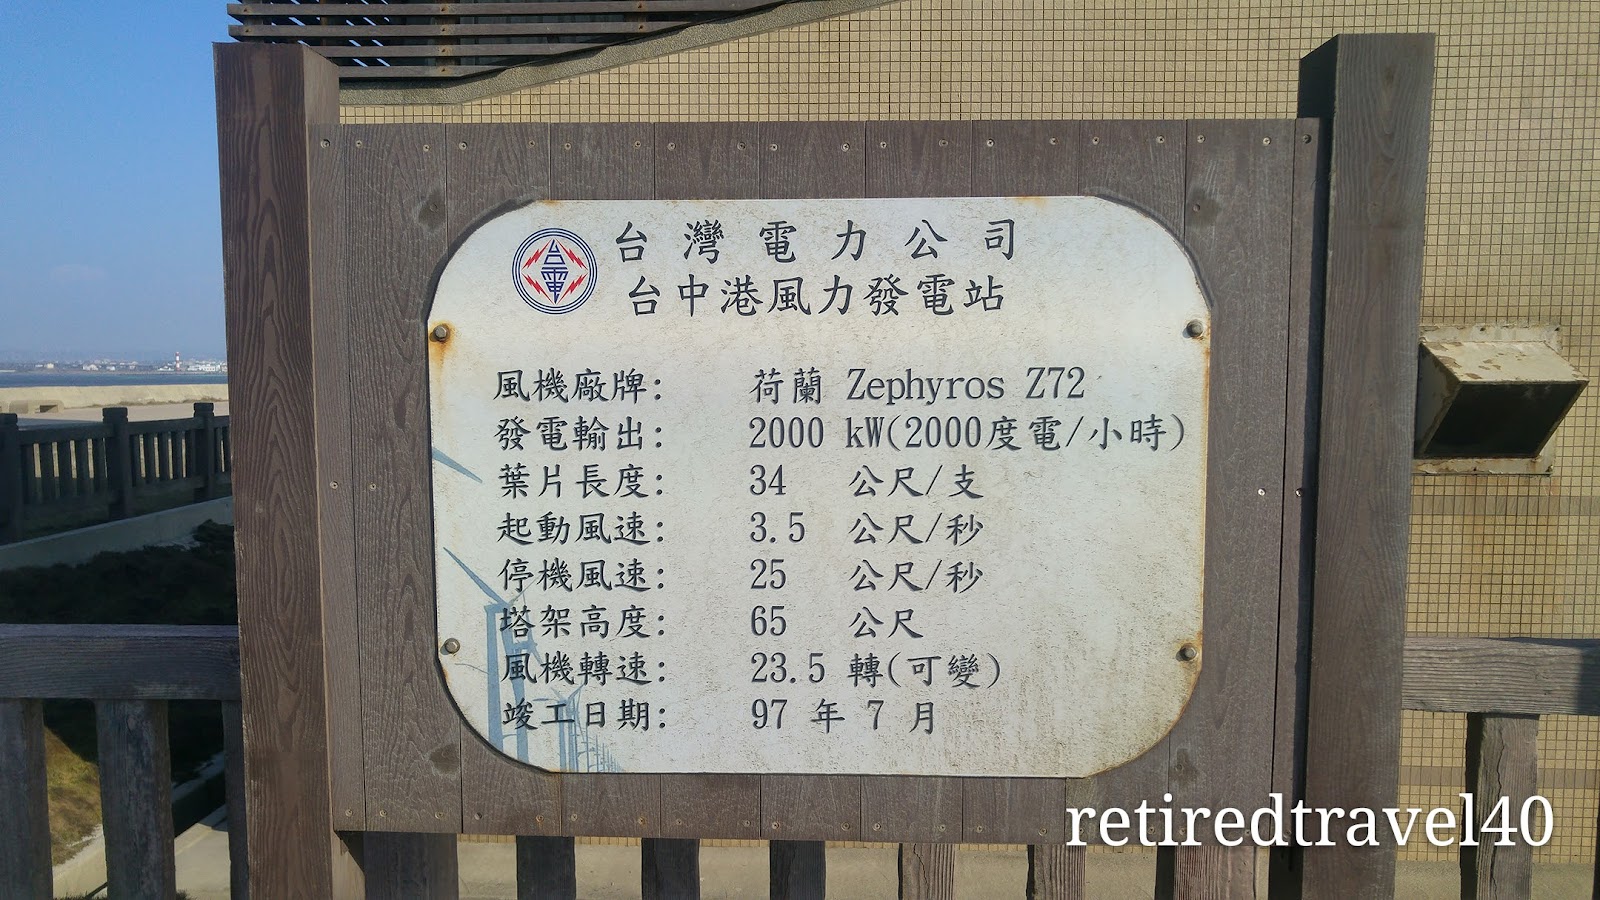 台灣電力公司
台中港風力發電站
風機廠牌: 荷蘭 Zephyros Z72
發電輸出: 2000 kW(2000度電/小時)
葉片長度: 34 公尺/支
起動風速: 3.5 公尺/秒
停機風速: 25 公尺/秒
塔架高度: 65 公尺
風機轉速: 23.5 轉(可變)
竣工日期: 97 年 7 月
retiredtravel40